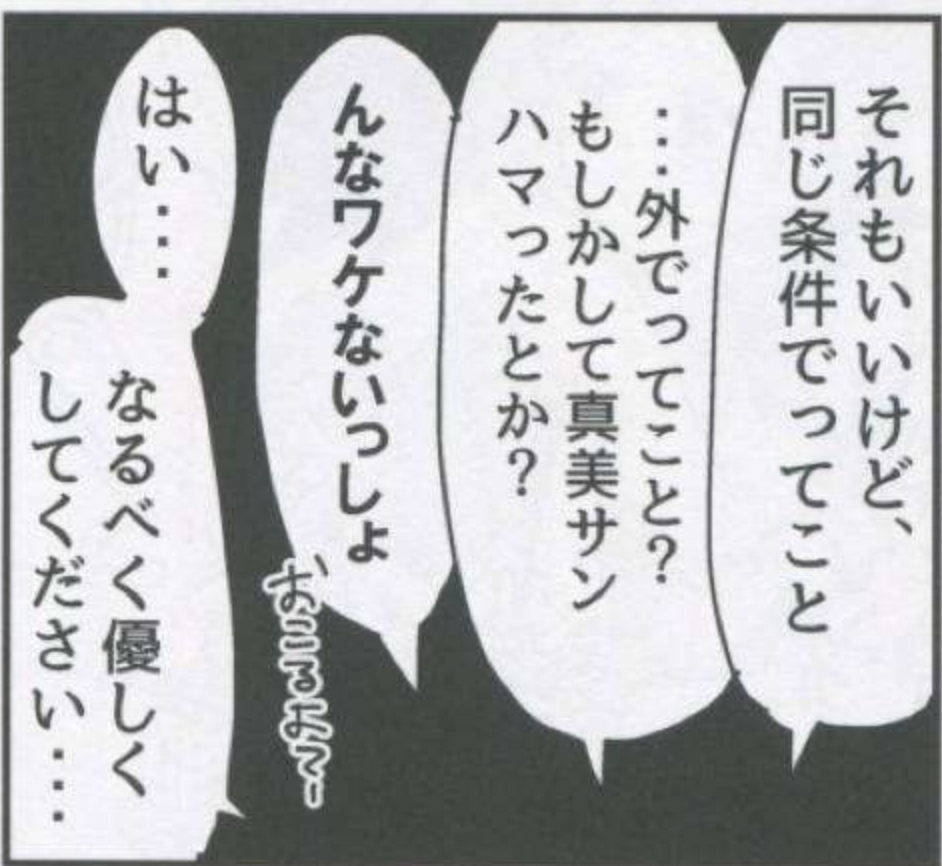 それもいいけど、
同じ条件でってこと
...外でってこと?
もしかして真美サン
ハマったとか?
んなワケないっしょ
おこるよマー
はい...
なるべく優しく
してください...